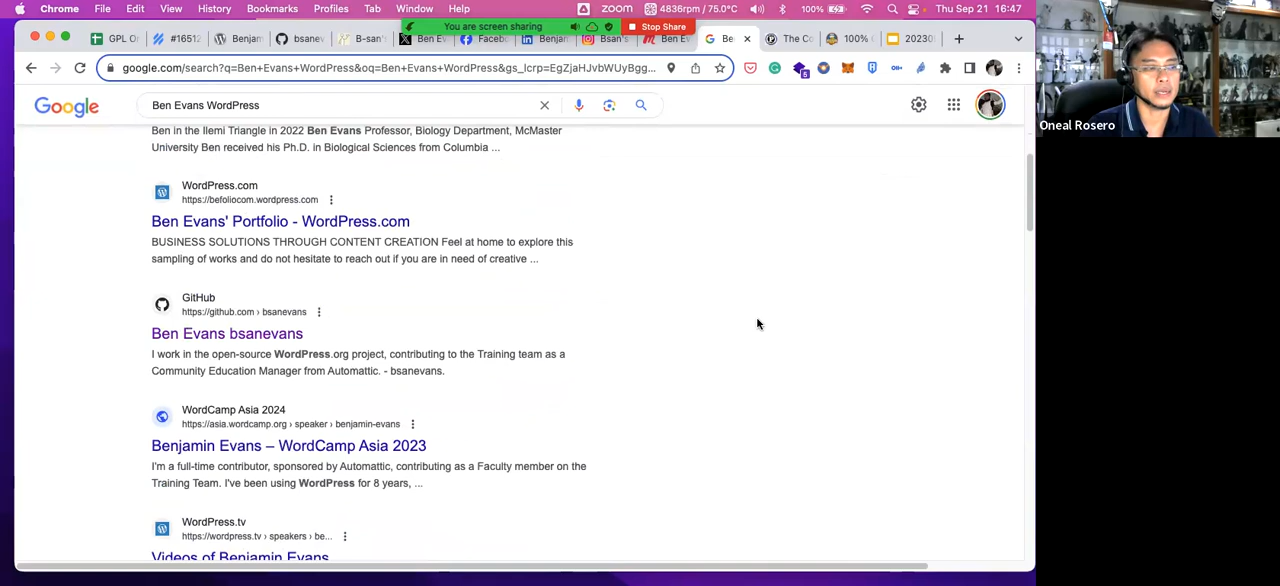 Chrome File Edit View History Bookmarks Profiles Tab Window Help zoom 4836rpm / 75.0°C 100% Thu Sep 21 16:47
You are screen sharing Stop Share
GPL Or #16512 Benjam bsanev B-san' Ben Ev Faceb Benjan Bsan's Ben Ev Be The Co 100% 20230
google.com/search?q=Ben+Evans+WordPress&oq=Ben+Evans+WordPress&gs_lcrp=EgZjaHJvbWUyBgg...
5
Google Ben Evans WordPress
Oneal Rosero
Ben in the Ilemi Triangle in 2022 Ben Evans Professor, Biology Department, McMaster
University Ben received his Ph.D. in Biological Sciences from Columbia ...
WordPress.com
https://befoliocom.wordpress.com
Ben Evans' Portfolio - WordPress.com
BUSINESS SOLUTIONS THROUGH CONTENT CREATION Feel at home to explore this
sampling of works and do not hesitate to reach out if you are in need of creative ...
GitHub
https://github.com › bsanevans
Ben Evans bsanevans
I work in the open-source WordPress.org project, contributing to the Training team as a
Community Education Manager from Automattic. - bsanevans.
WordCamp Asia 2024
https://asia.wordcamp.org › speaker › benjamin-evans
Benjamin Evans – WordCamp Asia 2023
I'm a full-time contributor, sponsored by Automattic, contributing as a Faculty member on the
Training Team. I've been using WordPress for 8 years, ...
WordPress.tv
https://wordpress.tv › speakers › be...
Videos of Benjamin Evans